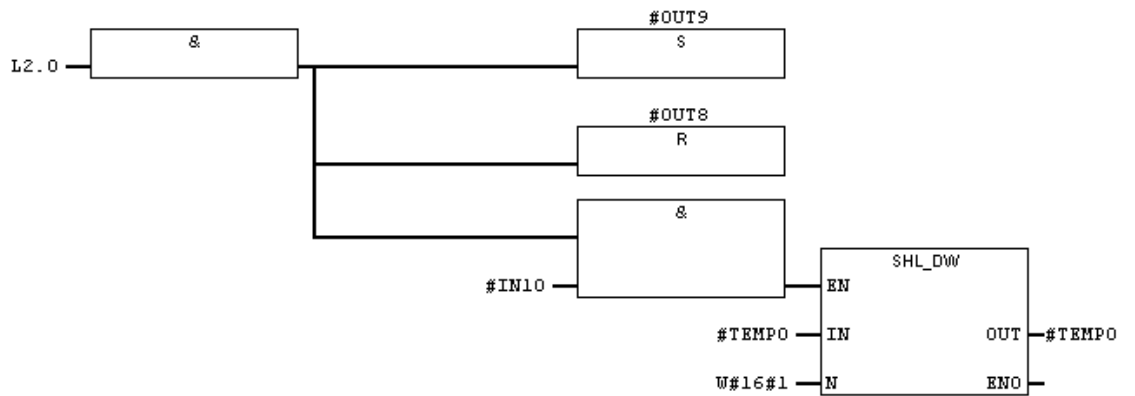 #OUT9
&
S
L2.0
#OUT8
R
&
SHL_DW
#IN10
EN
#TEMP0
IN
OUT
#TEMP0
W#16#1
N
ENO